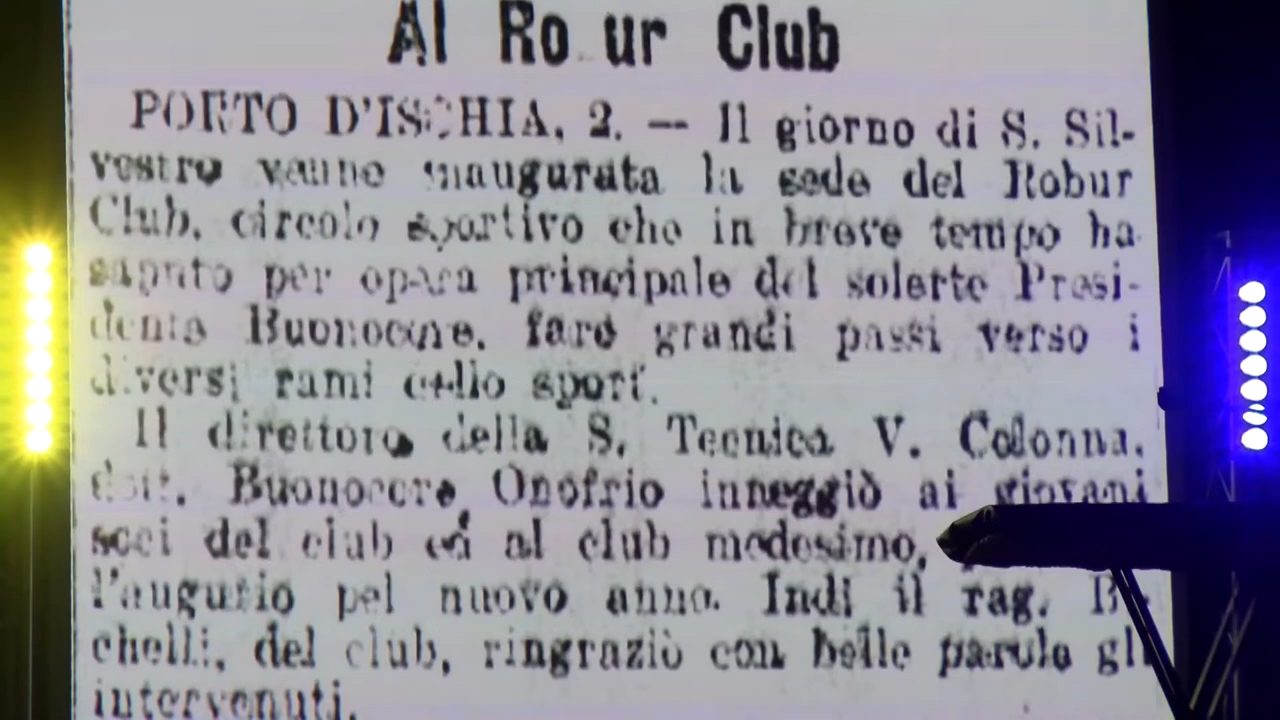 Al Ro ur Club
PORTO D'ISCHIA, 2. — Il giorno di S. Sil-
vestro venne inaugurata la sede del Robur
Club, circolo sportivo che in breve tempo ha
saputo per opera principale del solerte Presi-
dente Buonocore, fare grandi passi verso i
diversi rami dello sport.
Il direttore della S. Tecnica V. Colonna,
dott. Buonocore Onofrio inneggiò ai giovani
soci del club ed al club medesimo,
l'augurio pel nuovo anno. Indi il rag.
chelli, del club, ringraziò con belle parole gli
intervenuti.